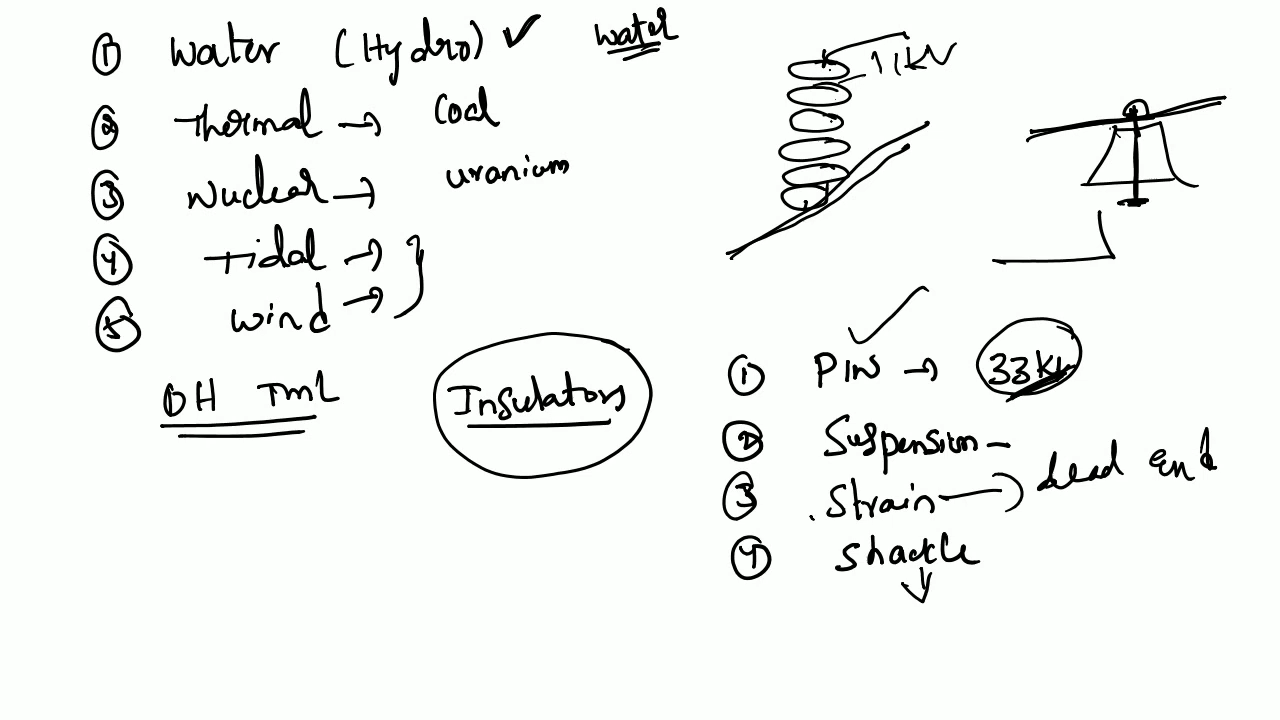 ① Water (Hydro) ✓ water
② Thermal → Coal
③ Nuclear → uranium
④ Tidal →
⑤ wind →
OH TmL
Insulators
11kV
① PIN → 33kV
② Suspension -
③ Strain → dead end
④ Shackle